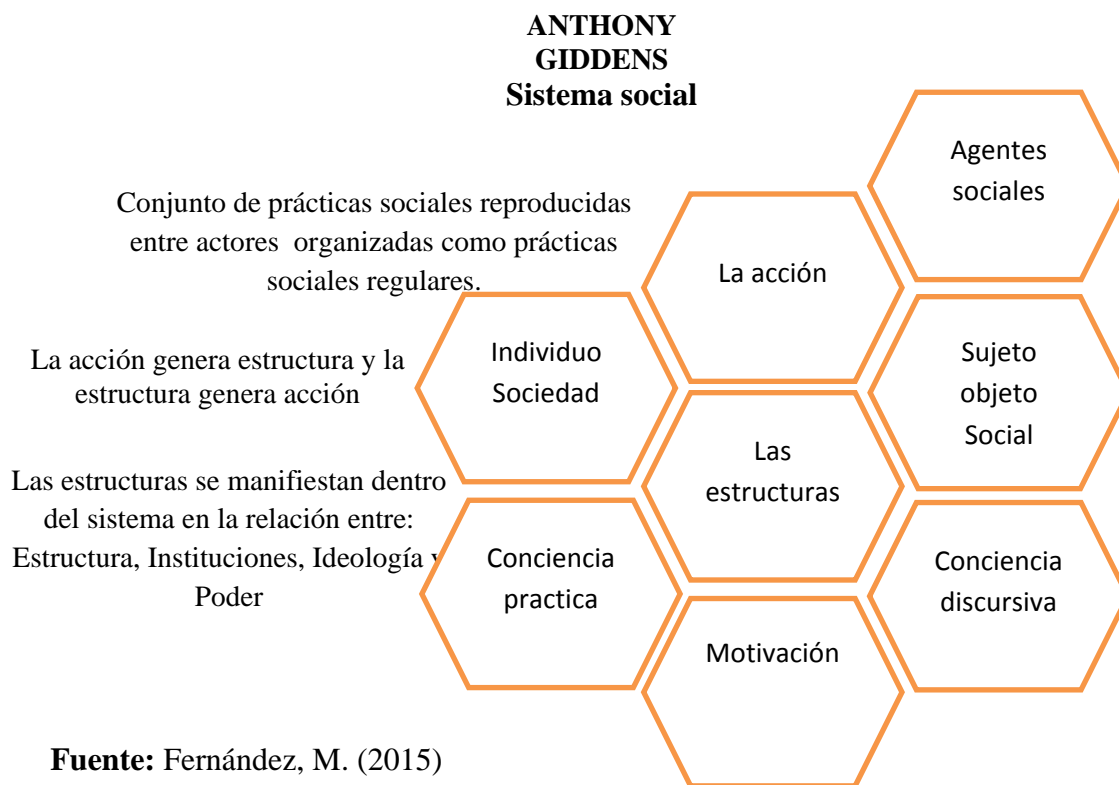 ANTHONY
GIDDENS
Sistema social
Agentes
sociales
Conjunto de prácticas sociales reproducidas
entre actores organizadas como prácticas
sociales regulares.
La acción
La acción genera estructura y la
estructura genera acción
Individuo
Sociedad
Sujeto
objeto
Social
Las
estructuras
Las estructuras se manifiestan dentro
del sistema en la relación entre:
Estructura, Instituciones, Ideología y
Poder
Conciencia
practica
Conciencia
discursiva
Motivación
Fuente: Fernández, M. (2015)